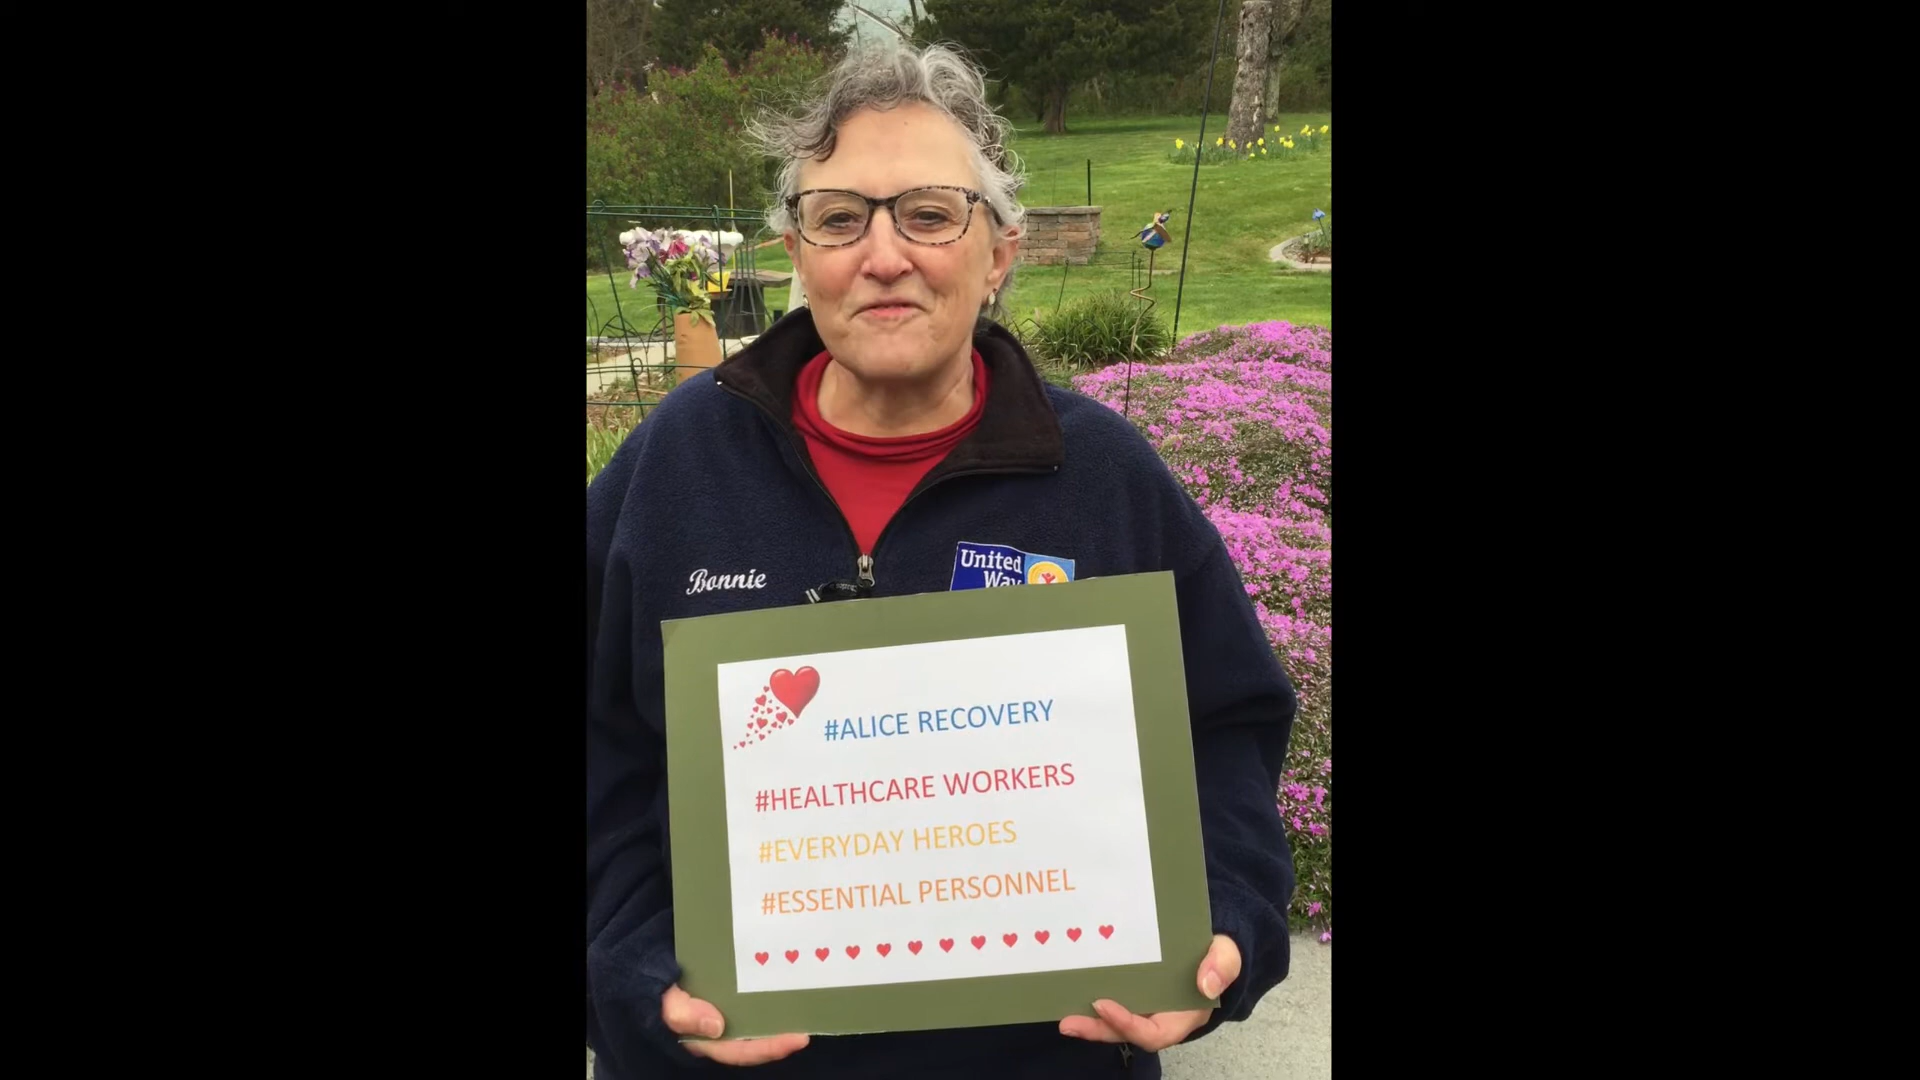 Bonnie
United
Way
#ALICE RECOVERY
#HEALTHCARE WORKERS
#EVERYDAY HEROES
#ESSENTIAL PERSONNEL